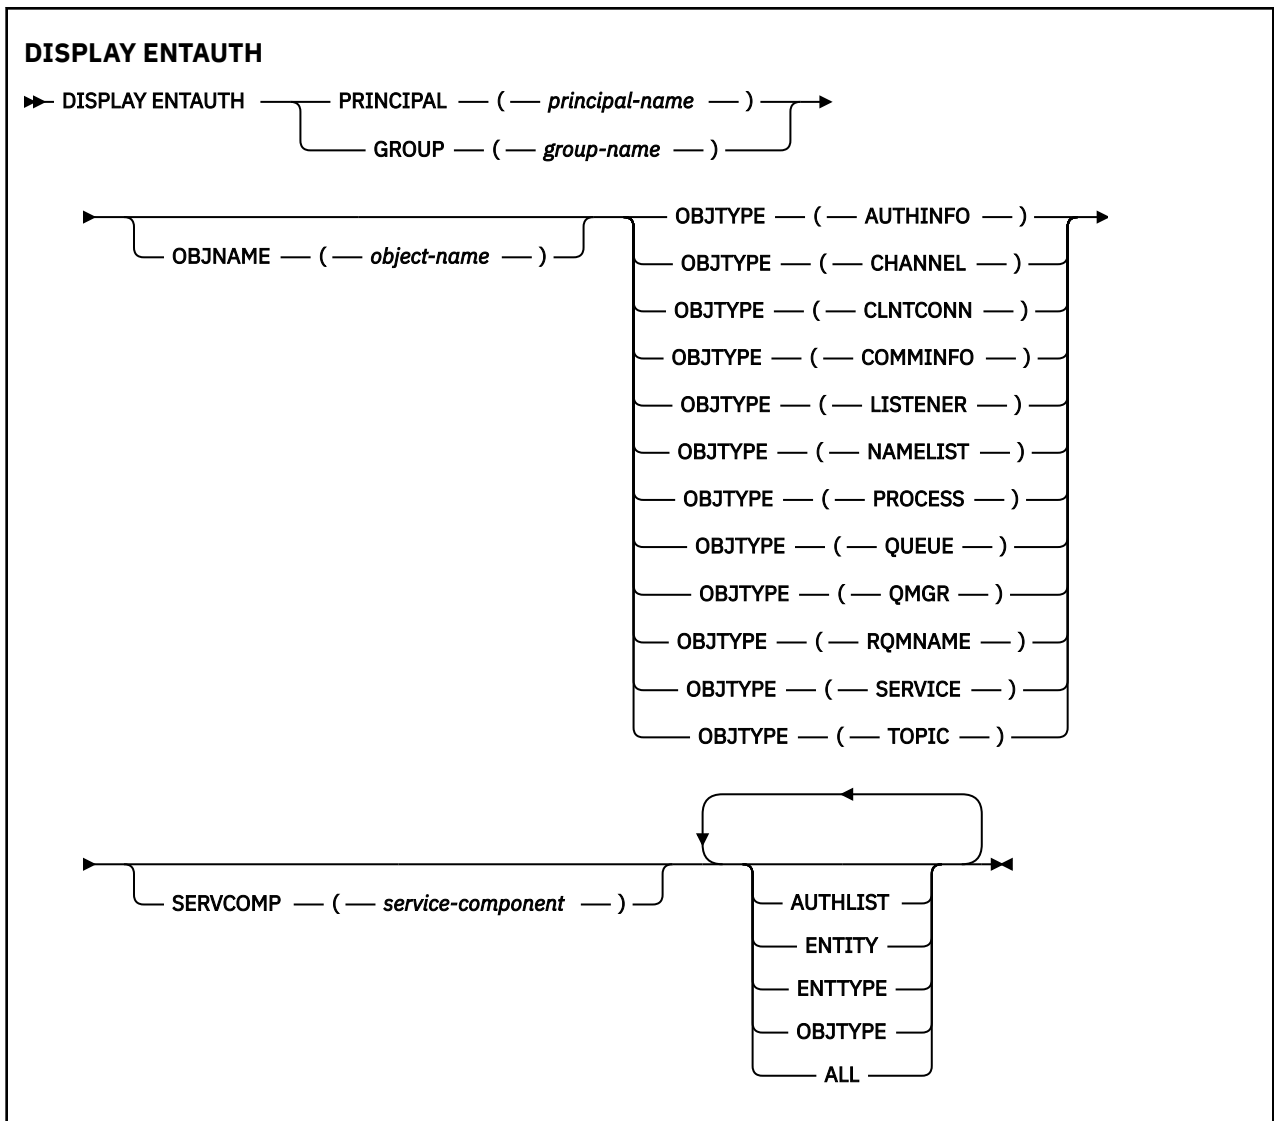 DISPLAY ENTAUTH
DISPLAY ENTAUTH PRINCIPAL ( principal-name )
GROUP ( group-name )
OBJTYPE ( AUTHINFO )
OBJNAME ( object-name )
OBJTYPE ( CHANNEL )
OBJTYPE ( CLNTCONN )
OBJTYPE ( COMMINFO )
OBJTYPE ( LISTENER )
OBJTYPE ( NAMELIST )
OBJTYPE ( PROCESS )
OBJTYPE ( QUEUE )
OBJTYPE ( QMGR )
OBJTYPE ( RQMNAME )
OBJTYPE ( SERVICE )
OBJTYPE ( TOPIC )
SERVCOMP ( service-component )
AUTHLIST
ENTITY
ENTTYPE
OBJTYPE
ALL